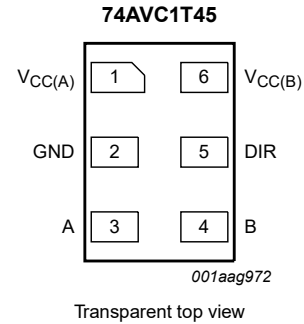 74AVC1T45
VCC(A) 1 6 VCC(B)
GND 2 5 DIR
A 3 4 B
001aag972
Transparent top view